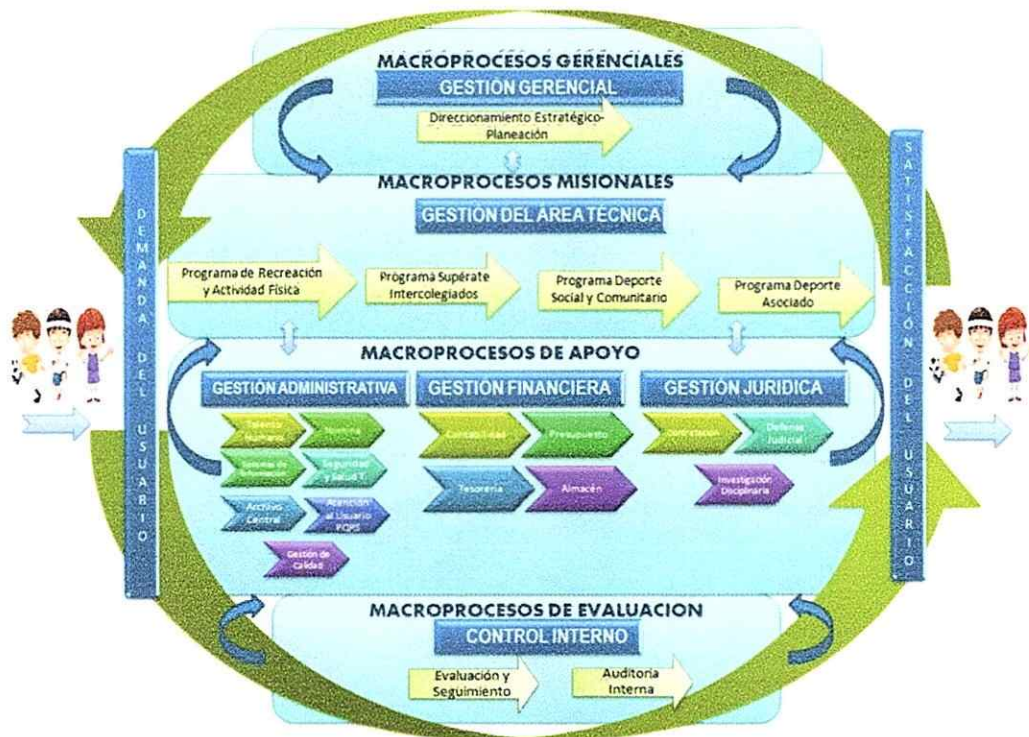 MACROPROCESOS GERENCIALES
GESTIÓN GERENCIAL
Direccionamiento Estratégico-
Planeación
MACROPROCESOS MISIONALES
GESTIÓN DEL ÁREA TÉCNICA
Programa de Recreación
y Actividad Física
Programa Supérate
Intercolegiados
Programa Deporte
Social y Comunitario
Programa Deporte
Asociado
DEMANDA DEL USUARIO
SATISFACCIÓN DEL USUARIO
MACROPROCESOS DE APOYO
GESTIÓN ADMINISTRATIVA
Talento
Humano
Nomina
Sistemas de
Seguridad
y Salud T
Archivo
Central
Atención
al Usuario
PQRS
Gestión de
Calidad
GESTIÓN FINANCIERA
Contabilidad
Presupuesto
Tesorería
Almacén
GESTIÓN JURIDICA
Contratación
Defensa
Judicial
Investigación
Disciplinaria
MACROPROCESOS DE EVALUACION
CONTROL INTERNO
Evaluación y
Seguimiento
Auditoria
Interna